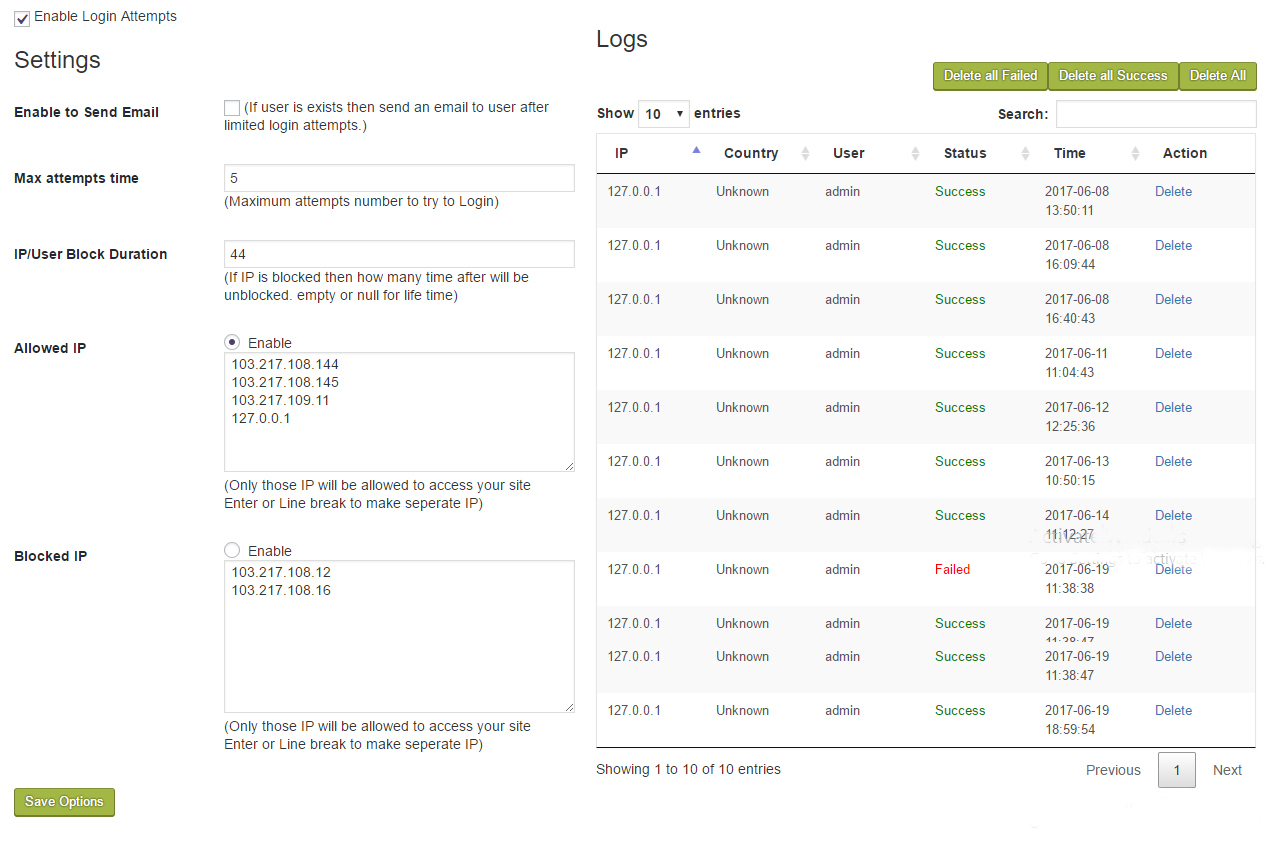 Enable Login Attempts
Settings
Enable to Send Email
(If user is exists then send an email to user after
limited login attempts.)
Max attempts time
5
(Maximum attempts number to try to Login)
IP/User Block Duration
44
(If IP is blocked then how many time after will be
unblocked. empty or null for life time)
Allowed IP
Enable
103.217.108.144
103.217.108.145
103.217.109.11
127.0.0.1
(Only those IP will be allowed to access your site
Enter or Line break to make seperate IP)
Blocked IP
Enable
103.217.108.12
103.217.108.16
(Only those IP will be allowed to access your site
Enter or Line break to make seperate IP)
Save Options
Logs
Delete all Failed Delete all Success Delete All
Show 10 entries Search:
IP Country User Status Time Action
127.0.0.1 Unknown admin Success 2017-06-08 Delete
13:50:11
127.0.0.1 Unknown admin Success 2017-06-08 Delete
16:09:44
127.0.0.1 Unknown admin Success 2017-06-08 Delete
16:40:43
127.0.0.1 Unknown admin Success 2017-06-11 Delete
11:04:43
127.0.0.1 Unknown admin Success 2017-06-12 Delete
12:25:36
127.0.0.1 Unknown admin Success 2017-06-13 Delete
10:50:15
127.0.0.1 Unknown admin Success 2017-06-14 Delete
11:12:27
127.0.0.1 Unknown admin Failed 2017-06-19 Delete
11:38:38
127.0.0.1 Unknown admin Success 2017-06-19 Delete
11:38:47
127.0.0.1 Unknown admin Success 2017-06-19 Delete
11:38:47
127.0.0.1 Unknown admin Success 2017-06-19 Delete
18:59:54
Showing 1 to 10 of 10 entries Previous 1 Next